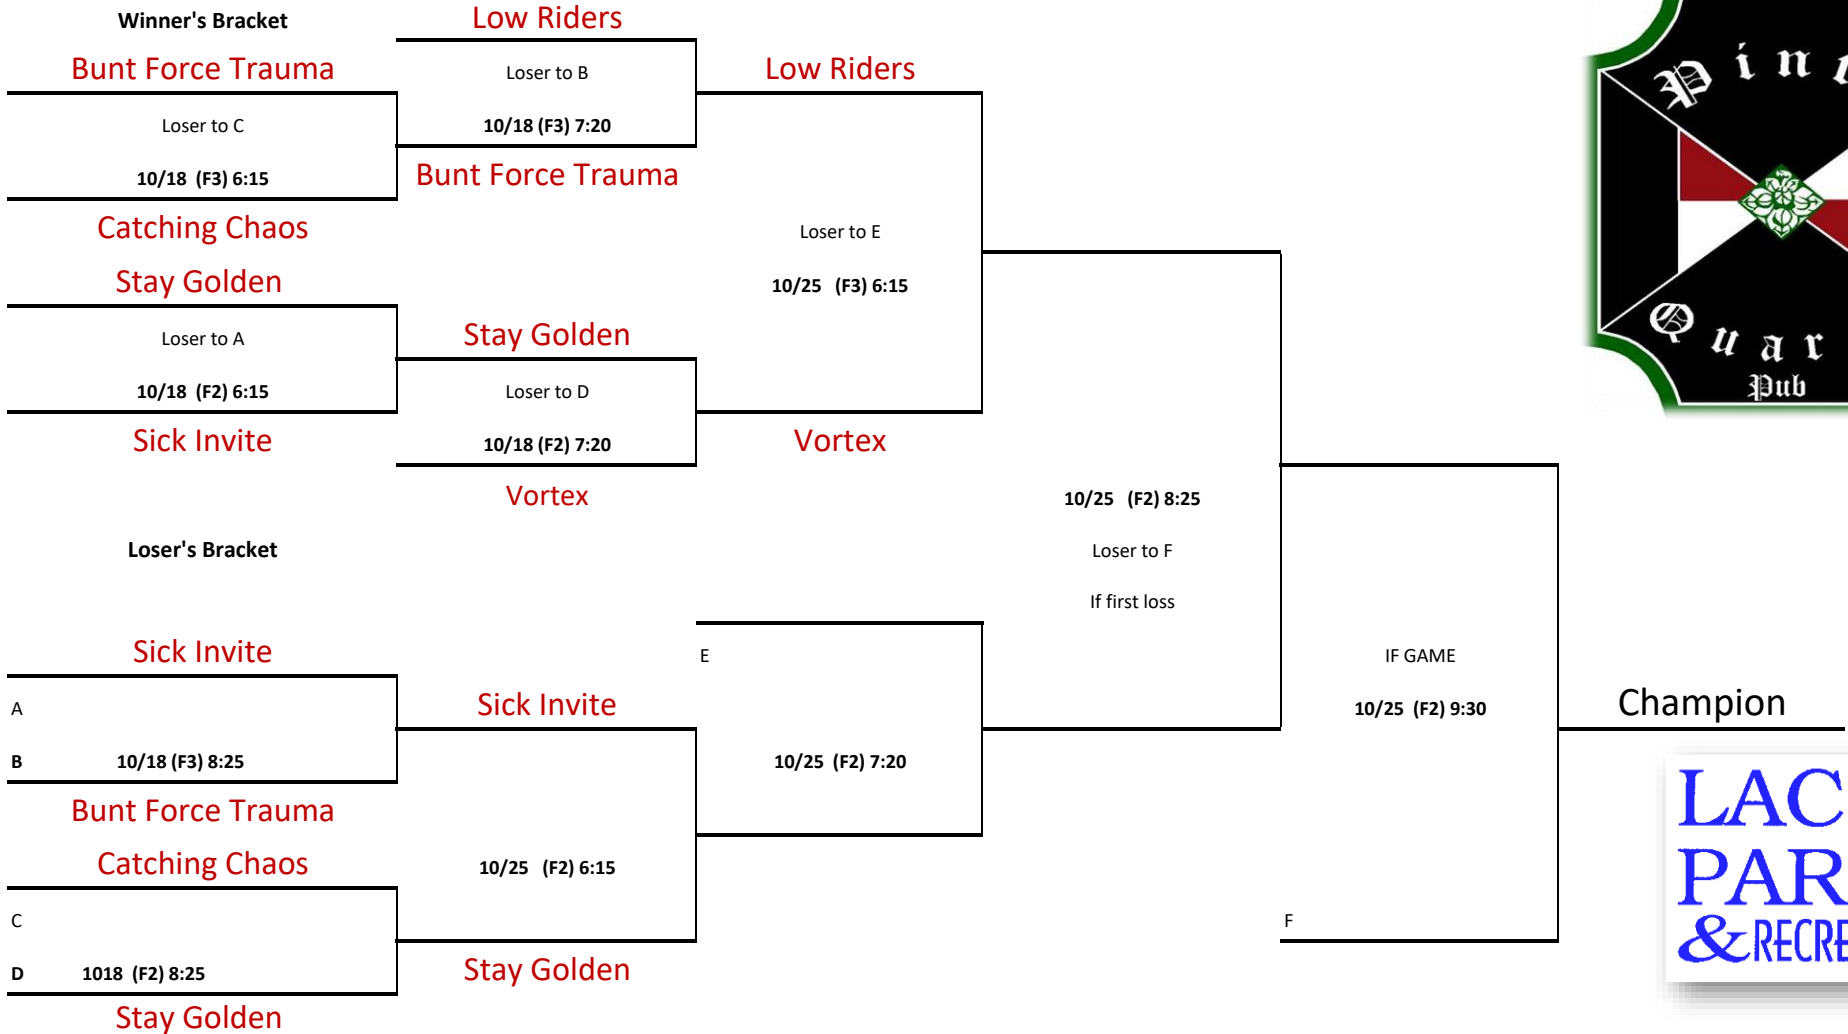 Winner's Bracket
Low Riders
Bunt Force Trauma
Loser to B
Low Riders
Loser to C
10/18 (F3) 7:20
10/18 (F3) 6:15
Bunt Force Trauma
Catching Chaos
Loser to E
Stay Golden
10/25 (F3) 6:15
Loser to A
Stay Golden
10/18 (F2) 6:15
Loser to D
Sick Invite
10/18 (F2) 7:20
Vortex
Vortex
10/25 (F2) 8:25
Loser's Bracket
Loser to F
If first loss
Sick Invite
E
IF GAME
A
Sick Invite
10/25 (F2) 9:30
Champion
B 10/18 (F3) 8:25
10/25 (F2) 7:20
Bunt Force Trauma
Catching Chaos
10/25 (F2) 6:15
C
F
D 1018 (F2) 8:25
Stay Golden
Stay Golden
Quar
Pub
LAC
PAR
& RECRE